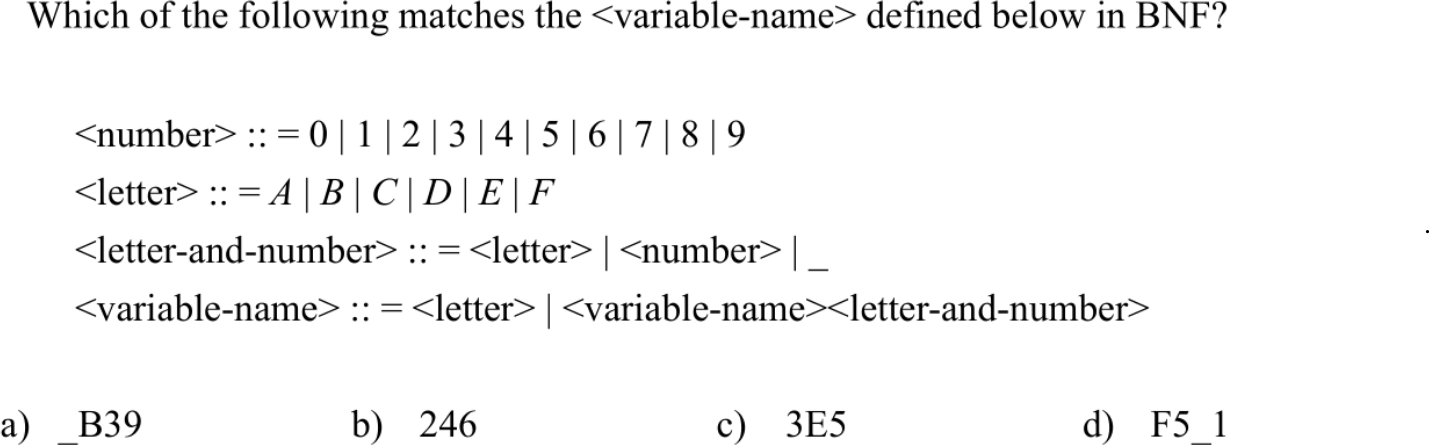 Which of the following matches the <variable-name> defined below in BNF?
<number> :: = 0 | 1 | 2 | 3 | 4 | 5 | 6 | 7 | 8 | 9
<letter> :: = A | B | C | D | E | F
<letter-and-number> :: = <letter> | <number> | _
<variable-name> :: = <letter> | <variable-name><letter-and-number>
a) _B39 b) 246 c) 3E5 d) F5_1